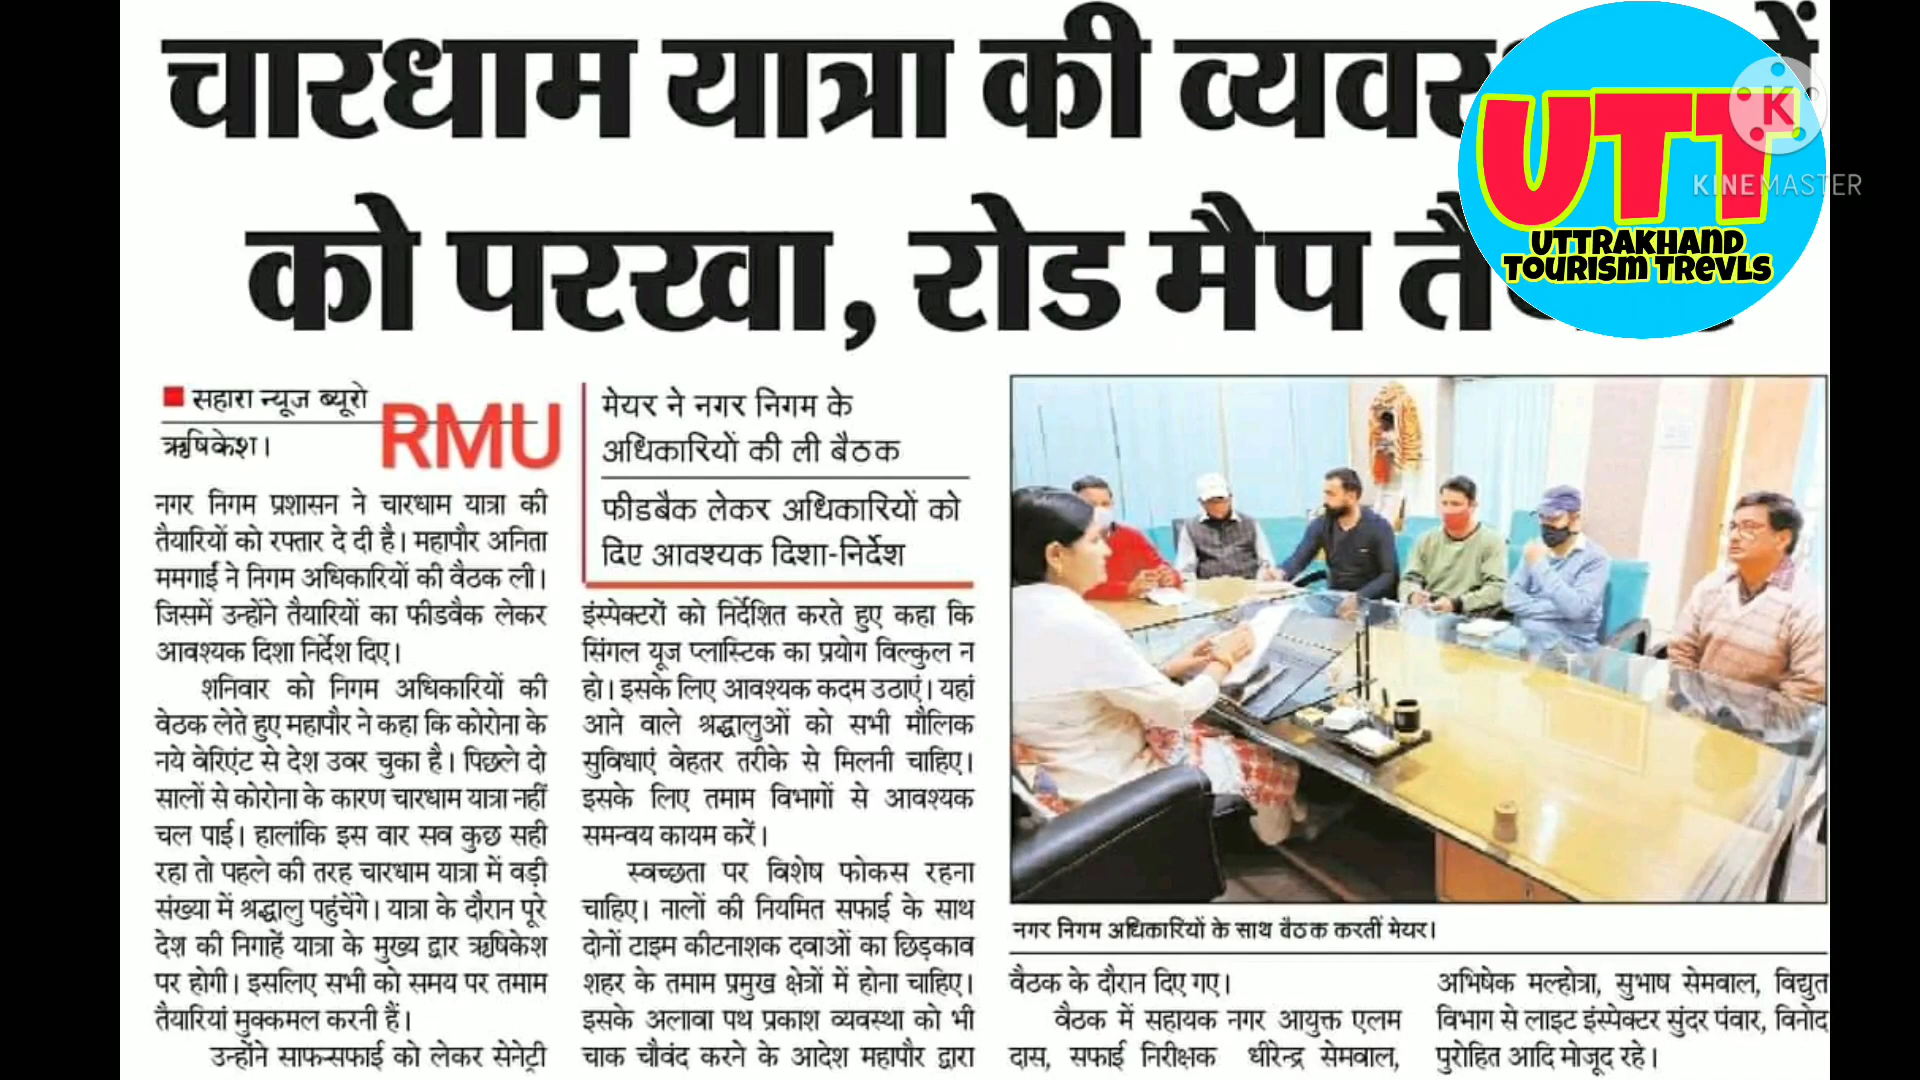 चारधाम यात्रा की
को परखा, रोड मैप
UTT
UTTRAKHAND
TOURISM TREVLS
K
KINEMASTER
■ सहारा न्यूज ब्यूरो
RMU
ऋषिकेश।
नगर निगम प्रशासन ने चारधाम यात्रा की
तैयारियों को रफ्तार दे दी है। महापौर अनिता
ममगाईं ने निगम अधिकारियों की वैठक ली।
जिसमें उन्होंने तैयारियों का फीडवैक लेकर
आवश्यक दिशा निर्देश दिए।
शनिवार को निगम अधिकारियों की
वेठक लेते हुए महापौर ने कहा कि कोरोना के
नये वेरिएंट से देश उवर चुका है। पिछले दो
सालों से कोरोना के कारण चारधाम यात्रा नहीं
चल पाई। हालांकि इस वार सव कुछ सही
रहा तो पहले की तरह चारधाम यात्रा में वड़ी
संख्या में श्रद्धालु पहुंचेंगे। यात्रा के दौरान पूरे
देश की निगाहें यात्रा के मुख्य द्वार ऋषिकेश
पर होगी। इसलिए सभी को समय पर तमाम
तैयारियां मुकम्मल करनी हैं।
उन्होंने साफ-सफाई को लेकर सेनेट्री
मेयर ने नगर निगम के
अधिकारियों की ली बैठक
फीडबैक लेकर अधिकारियों को
दिए आवश्यक दिशा-निर्देश
इंस्पेक्टरों को निर्देशित करते हुए कहा कि
सिंगल यूज प्लास्टिक का प्रयोग विल्कुल न
हो। इसके लिए आवश्यक कदम उठाएं। यहां
आने वाले श्रद्धालुओं को सभी मौलिक
सुविधाएं वेहतर तरीके से मिलनी चाहिए।
इसके लिए तमाम विभागों से आवश्यक
समन्वय कायम करें।
स्वच्छता पर विशेष फोकस रहना
चाहिए। नालों की नियमित सफाई के साथ
दोनों टाइम कीटनाशक दवाओं का छिड़काव
शहर के तमाम प्रमुख क्षेत्रों में होना चाहिए।
इसके अलावा पथ प्रकाश व्यवस्था को भी
चाक चौवंद करने के आदेश महापौर द्वारा
नगर निगम अधिकारियों के साथ बैठक करतीं मेयर।
वैठक के दौरान दिए गए।
वैठक में सहायक नगर आयुक्त एलम
दास, सफाई निरीक्षक धीरेन्द्र सेमवाल,
अभिषेक मल्होत्रा, सुभाष सेमवाल, विद्युत
विभाग से लाइट इंस्पेक्टर सुंदर पंवार, विनोद
पुरोहित आदि मोजूद रहे।